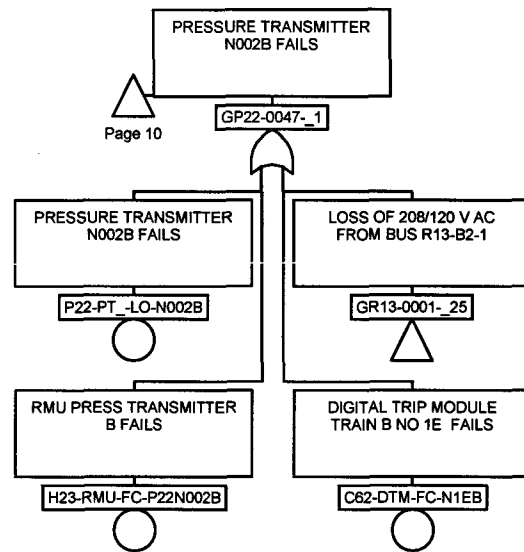 PRESSURE TRANSMITTER
N002B FAILS
Page 10
GP22-0047-_1
PRESSURE TRANSMITTER
N002B FAILS
P22-PT_-LO-N002B
LOSS OF 208/120 V AC
FROM BUS R13-B2-1
GR13-0001-_25
RMU PRESS TRANSMITTER
B FAILS
H23-RMU-FC-P22N002B
DIGITAL TRIP MODULE
TRAIN B NO 1E FAILS
C62-DTM-FC-N1EB